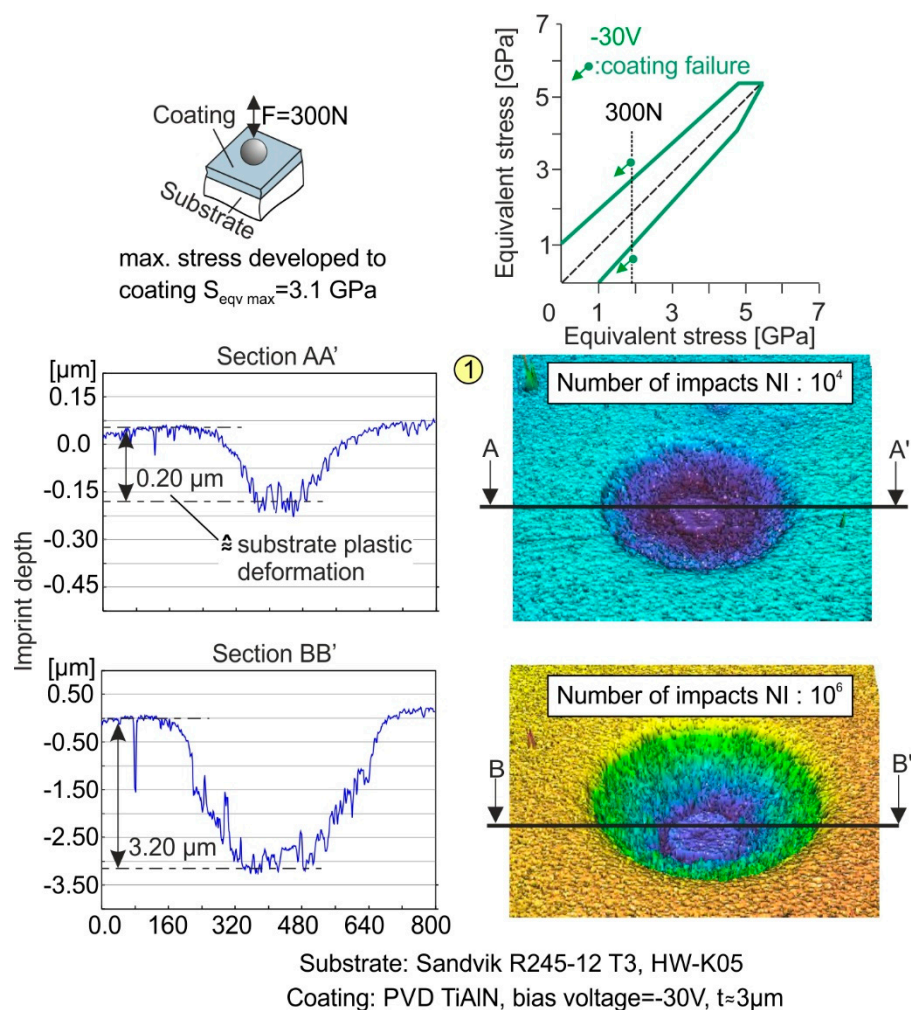 Coating
F=300N
Substrate
max. stress developed to
coating Seqv max=3.1 GPa
Equivalent stress [GPa]
7
5
3
1
0
1
3
5
7
Equivalent stress [GPa]
-30V
:coating failure
300N
Section AA’
[µm]
0.15
0.0
-0.15
-0.30
-0.45
0.20 µm
≙ substrate plastic
deformation
1
Number of impacts NI : 10⁴
A
A'
Imprint depth
Section BB’
[µm]
0.50
-0.50
-1.50
-2.50
-3.50
3.20 µm
0.0 160 320 480 640 800
Number of impacts NI : 10⁶
B
B'
Substrate: Sandvik R245-12 T3, HW-K05
Coating: PVD TiAlN, bias voltage=-30V, t≈3µm